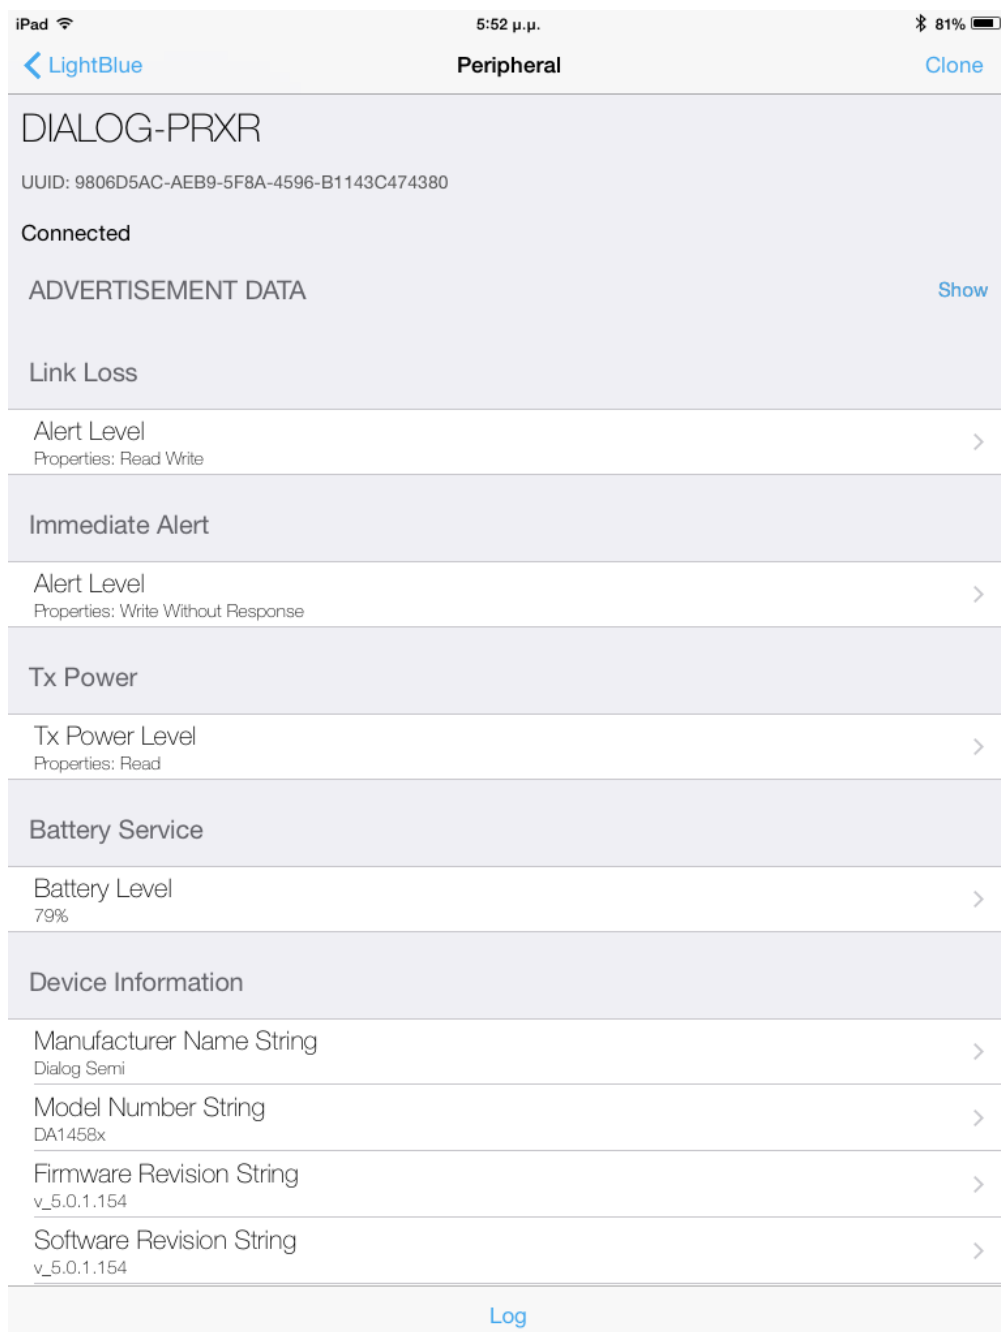 iPad 5:52 μ.μ. 81%
LightBlue Peripheral Clone
DIALOG-PRXR
UUID: 9806D5AC-AEB9-5F8A-4596-B1143C474380
Connected
ADVERTISEMENT DATA Show
Link Loss
Alert Level
Properties: Read Write
Immediate Alert
Alert Level
Properties: Write Without Response
Tx Power
Tx Power Level
Properties: Read
Battery Service
Battery Level
79%
Device Information
Manufacturer Name String
Dialog Semi
Model Number String
DA1458x
Firmware Revision String
v_5.0.1.154
Software Revision String
v_5.0.1.154
Log